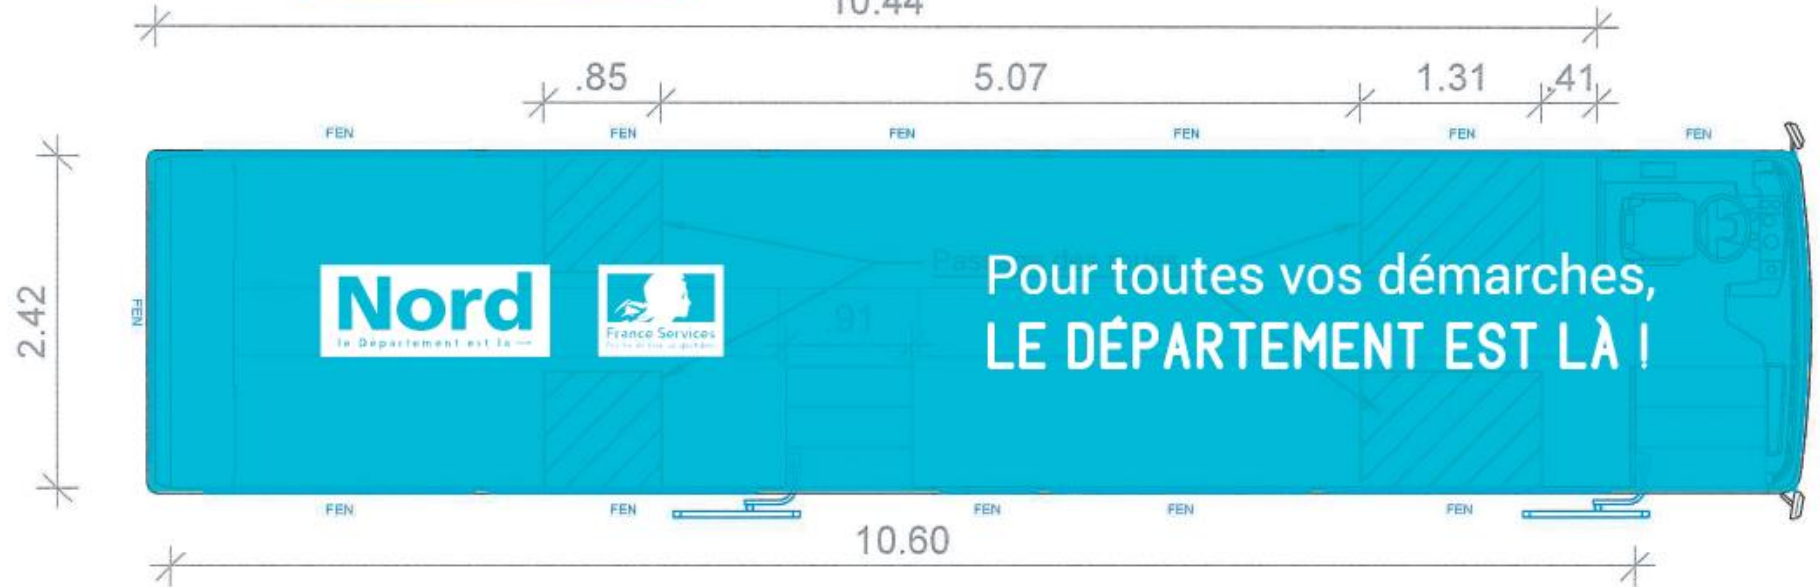 10.44
.85 5.07 1.31 .41
FEN FEN FEN FEN FEN FEN
2.42
FEN
Nord
le Département est là
France Services
Pour toutes vos démarches,
LE DÉPARTEMENT EST LÀ !
.91
FEN FEN FEN FEN FEN
10.60